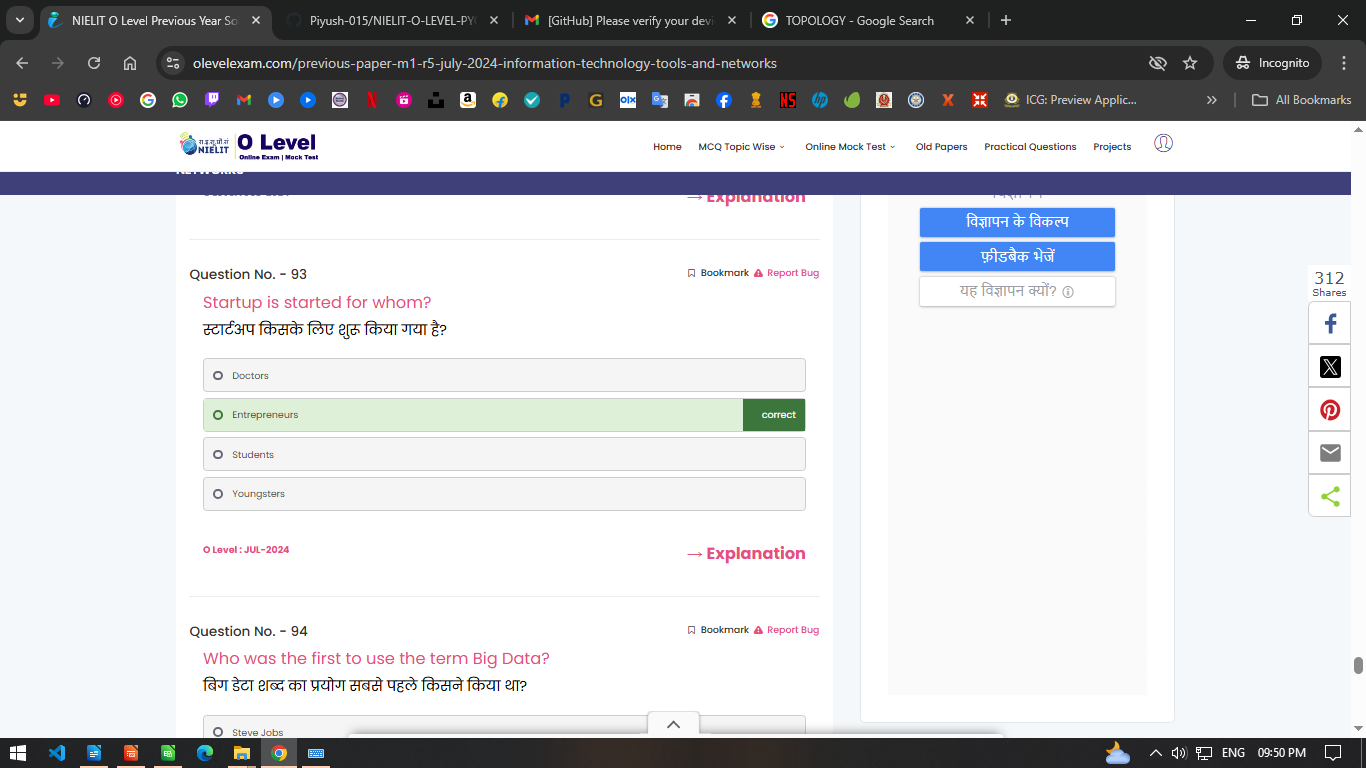 NIELIT O Level Previous Year So
Piyush-015/NIELIT-O-LEVEL-PY
[GitHub] Please verify your devi
TOPOLOGY - Google Search
olevelexam.com/previous-paper-m1-r5-july-2024-information-technology-tools-and-networks
Incognito
ICG: Preview Applic...
All Bookmarks
रा.इ.सू.प्रौ.सं
NIELIT
O Level
Online Exam | Mock Test
Home
MCQ Topic Wise
Online Mock Test
Old Papers
Practical Questions
Projects
NETWORKS
→ Explanation
विज्ञापन के विकल्प
फ़ीडबैक भेजें
यह विज्ञापन क्यों?
312
Shares
Question No. - 93
Bookmark
Report Bug
Startup is started for whom?
स्टार्टअप किसके लिए शुरू किया गया है?
Doctors
Entrepreneurs
correct
Students
Youngsters
O Level : JUL-2024
→ Explanation
Question No. - 94
Bookmark
Report Bug
Who was the first to use the term Big Data?
बिग डेटा शब्द का प्रयोग सबसे पहले किसने किया था?
Steve Jobs
ENG
09:50 PM